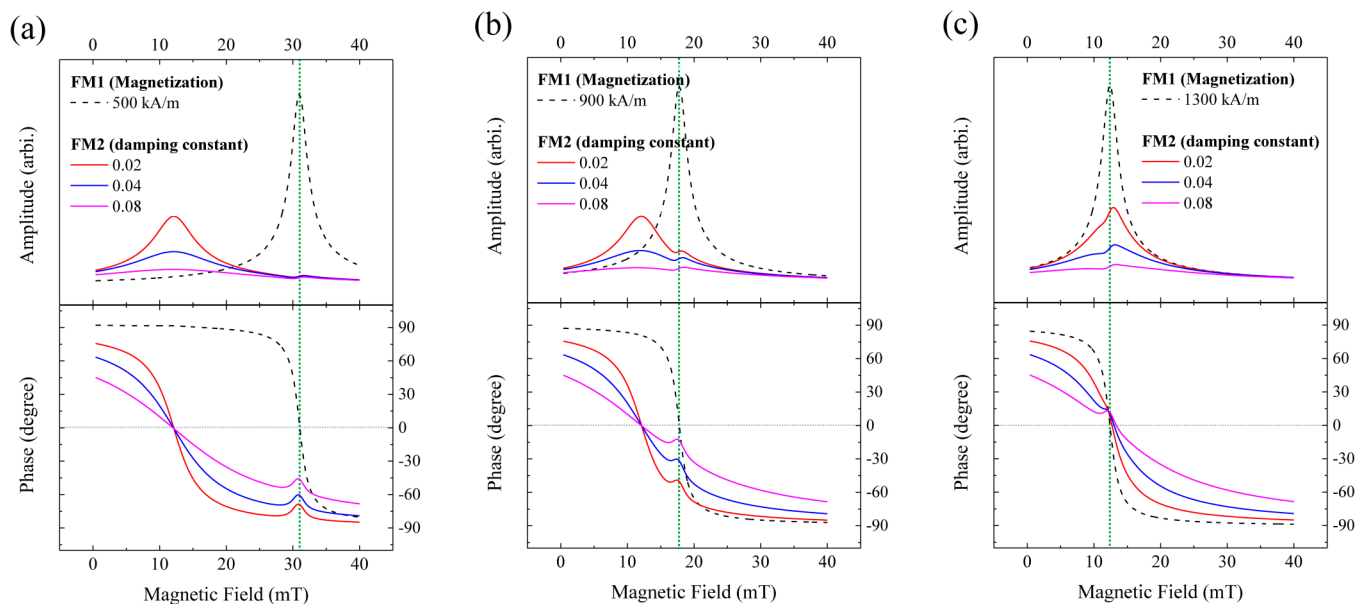 (a)
0 10 20 30 40
FM1 (Magnetization)
500 kA/m
FM2 (damping constant)
0.02
0.04
0.08
Amplitude (arbi.)
90
60
30
0
-30
-60
-90
Phase (degree)
0 10 20 30 40
Magnetic Field (mT)
(b)
0 10 20 30 40
FM1 (Magnetization)
900 kA/m
FM2 (damping constant)
0.02
0.04
0.08
Amplitude (arbi.)
90
60
30
0
-30
-60
-90
Phase (degree)
0 10 20 30 40
Magnetic Field (mT)
(c)
0 10 20 30 40
FM1 (Magnetization)
1300 kA/m
FM2 (damping constant)
0.02
0.04
0.08
Amplitude (arbi.)
90
60
30
0
-30
-60
-90
Phase (degree)
0 10 20 30 40
Magnetic Field (mT)